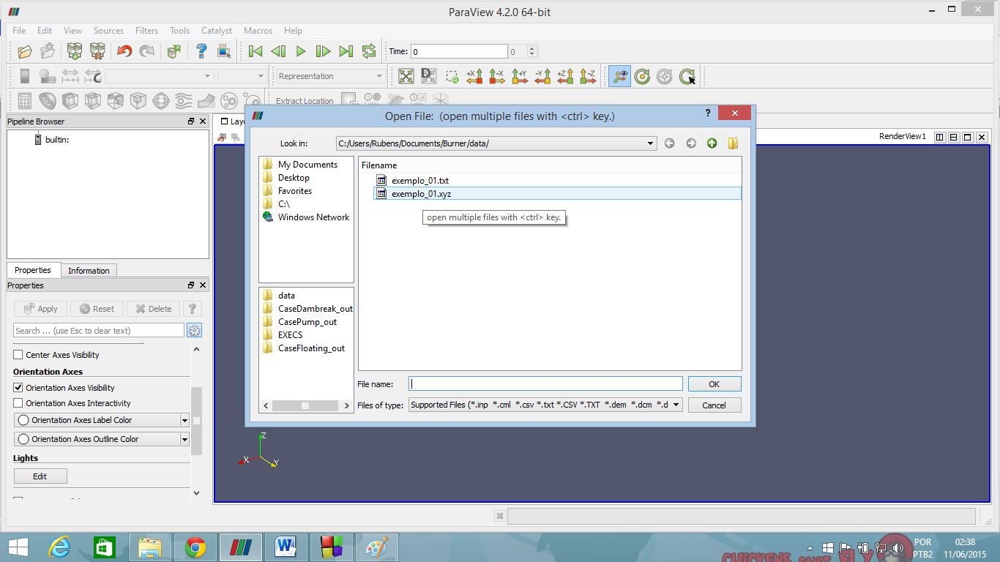 ParaView 4.2.0 64-bit
File Edit View Sources Filters Tools Catalyst Macros Help
Time: 0 0
Representation
+X -X +Y -Y +Z -Z
Extract Location
Pipeline Browser
builtin:
RenderView1
Open File: (open multiple files with <ctrl> key.)
?
Look in: C:/Users/Rubens/Documents/Burner/data/
My Documents
Desktop
Favorites
C:\
Windows Network
Filename
exemplo_01.txt
exemplo_01.xyz
open multiple files with <ctrl> key.
data
CaseDambreak_out
CasePump_out
EXECS
CaseFloating_out
File name:
OK
Files of type: Supported Files (*.inp *.cml *.csv *.txt *.CSV *.TXT *.dem *.dcm *.d
Cancel
Properties Information
Properties
Apply Reset Delete ?
Search ... (use Esc to clear text)
Center Axes Visibility
Orientation Axes
Orientation Axes Visibility
Orientation Axes Interactivity
Orientation Axes Label Color
Orientation Axes Outline Color
Lights
Edit
Z
X
Y
CHICKENS CAN'T FLY
POR
PTB2
02:38
11/06/2015